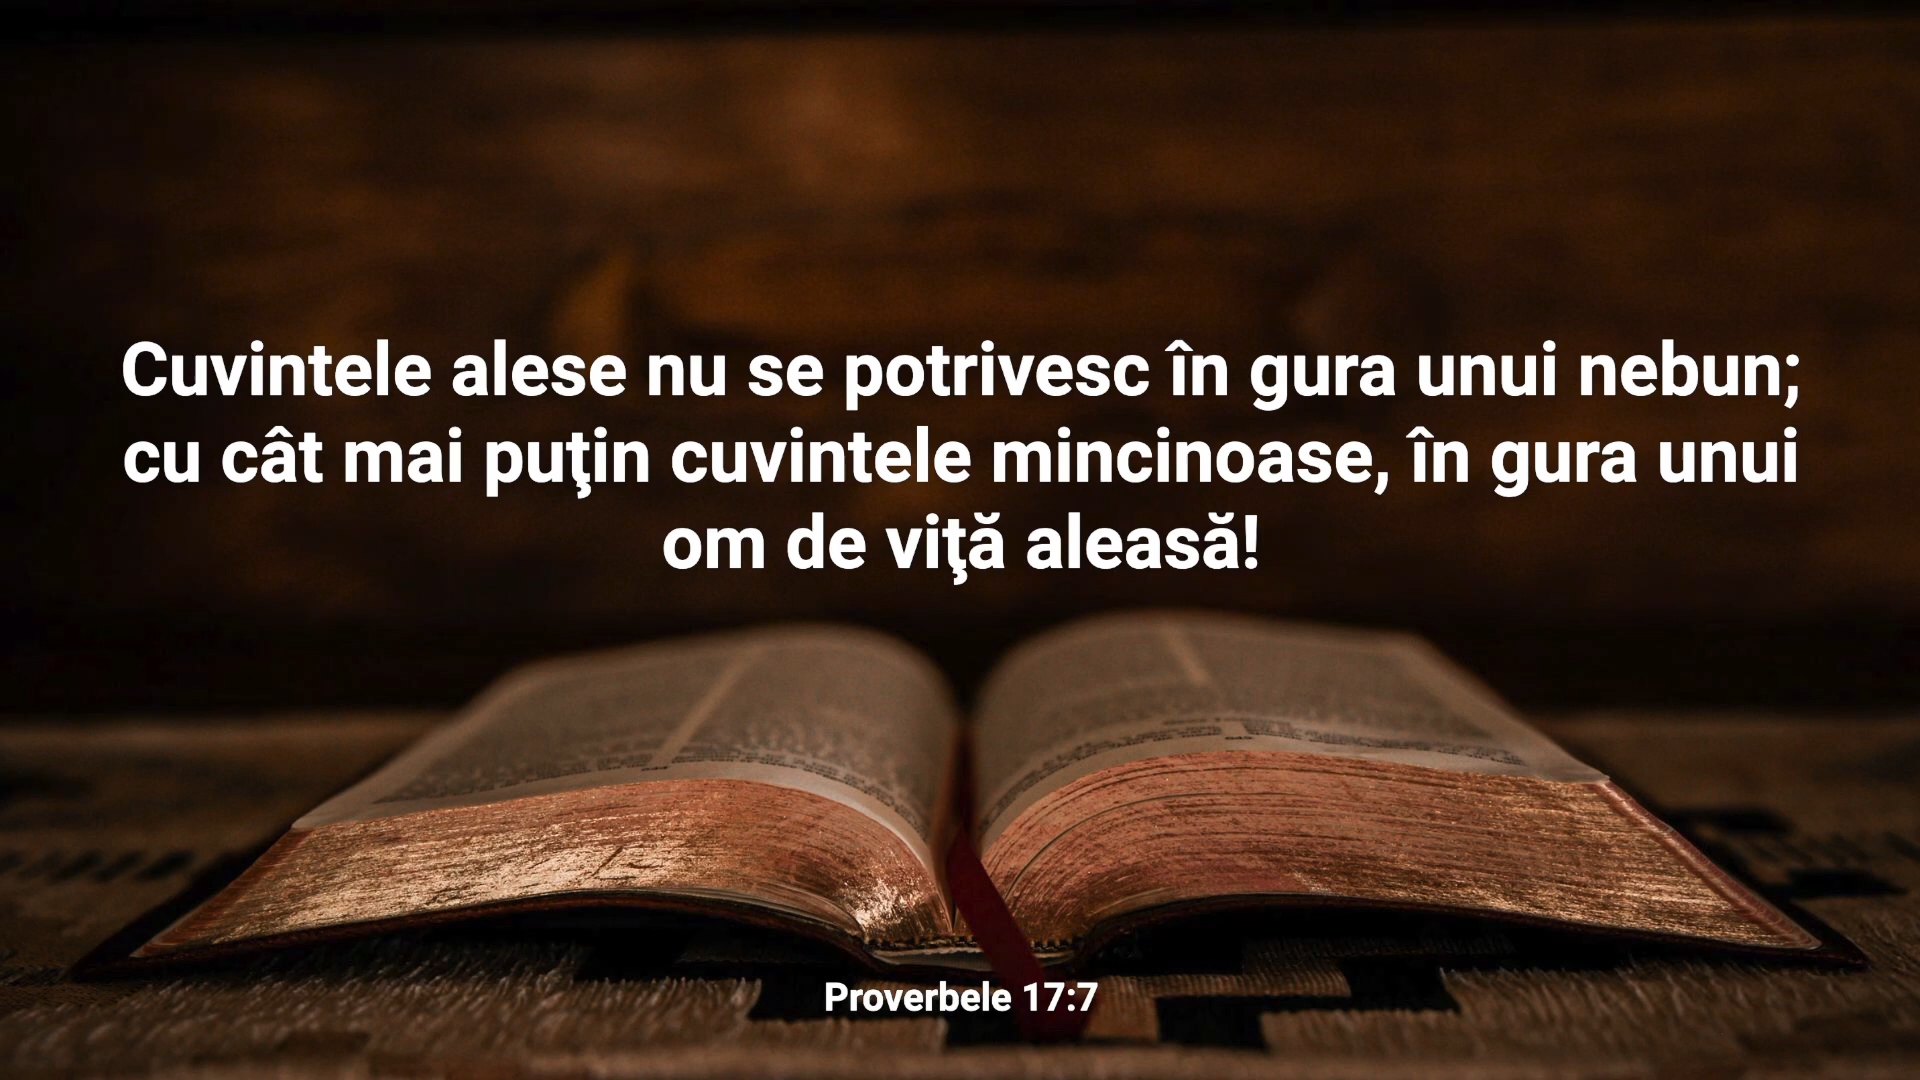 Cuvintele alese nu se potrivesc în gura unui nebun;
cu cât mai puţin cuvintele mincinoase, în gura unui
om de viţă aleasă!
Proverbele 17:7